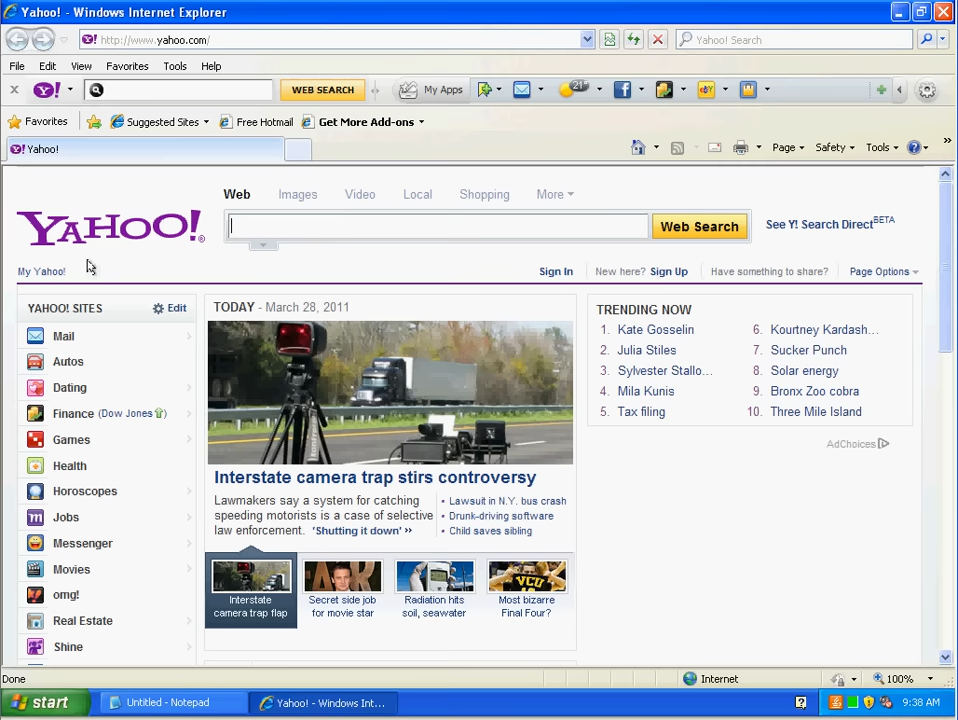 Yahoo! - Windows Internet Explorer
http://www.yahoo.com/
Yahoo! Search
File Edit View Favorites Tools Help
x Y! WEB SEARCH My Apps 21°
Favorites Suggested Sites Free Hotmail Get More Add-ons
Y! Yahoo! Page Safety Tools
Web Images Video Local Shopping More
YAHOO!®
Web Search
See Y! Search DirectBETA
My Yahoo! Sign In New here? Sign Up Have something to share? Page Options
YAHOO! SITES Edit
Mail
Autos
Dating
Finance (Dow Jones)
Games
Health
Horoscopes
Jobs
Messenger
Movies
omg!
Real Estate
Shine
TODAY - March 28, 2011
Interstate camera trap stirs controversy
Lawmakers say a system for catching
speeding motorists is a case of selective
law enforcement. 'Shutting it down' »
• Lawsuit in N.Y. bus crash
• Drunk-driving software
• Child saves sibling
Interstate
camera trap flap
Secret side job
for movie star
Radiation hits
soil, seawater
Most bizarre
Final Four?
VCU
TRENDING NOW
1. Kate Gosselin
2. Julia Stiles
3. Sylvester Stallo...
4. Mila Kunis
5. Tax filing
6. Kourtney Kardash...
7. Sucker Punch
8. Solar energy
9. Bronx Zoo cobra
10. Three Mile Island
AdChoices
Done Internet 100%
start Untitled - Notepad Yahoo! - Windows Int... 9:38 AM